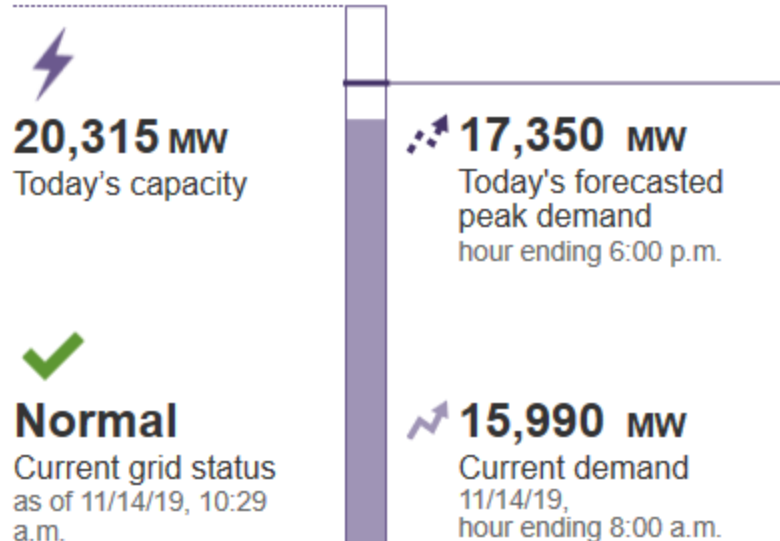 20,315 MW
Today's capacity
17,350 MW
Today's forecasted
peak demand
hour ending 6:00 p.m.
Normal
Current grid status
as of 11/14/19, 10:29
a.m.
15,990 MW
Current demand
11/14/19,
hour ending 8:00 a.m.